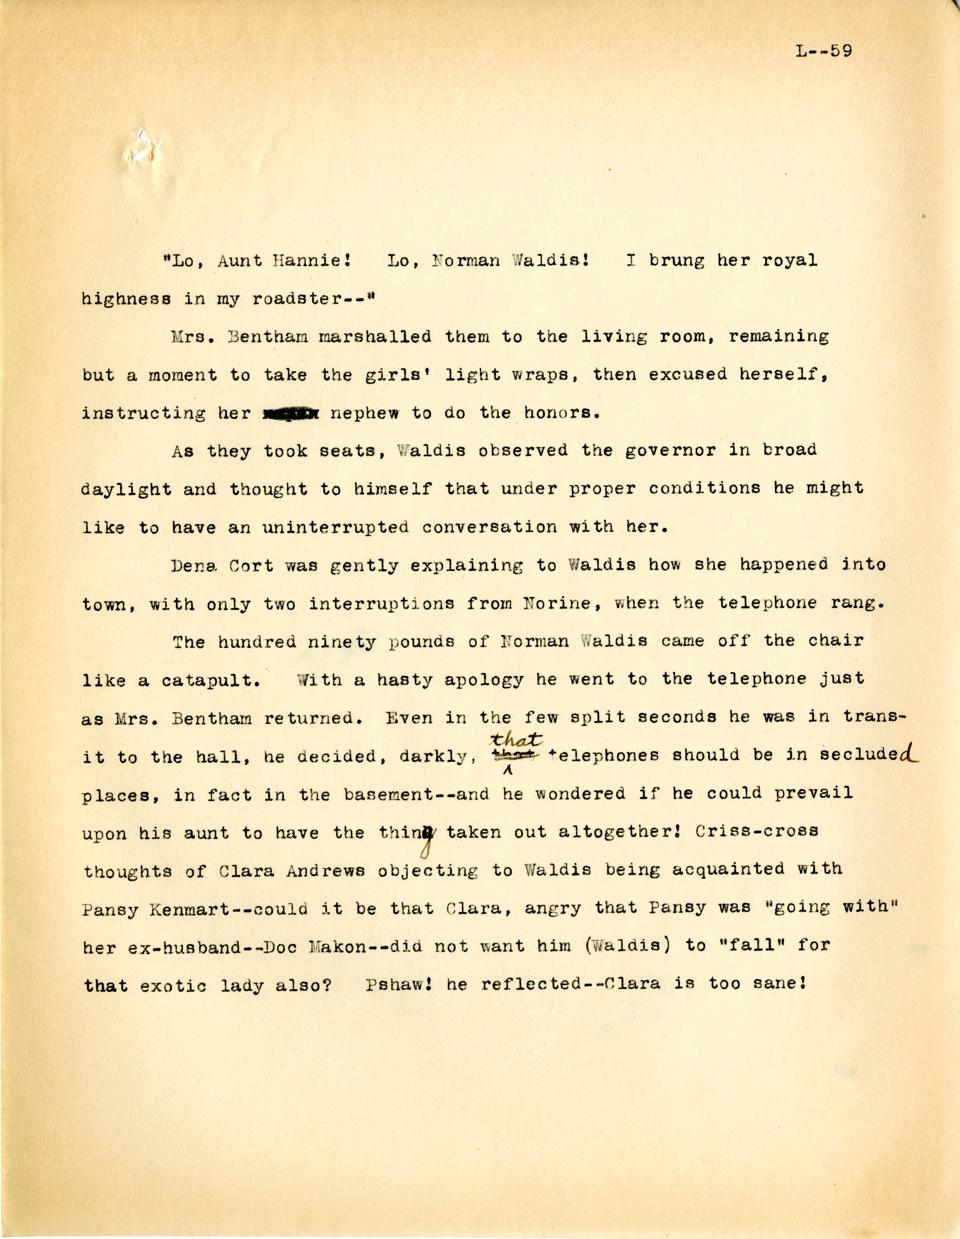 L--59
"Lo, Aunt Hannie! Lo, Norman Waldis! I brung her royal
highness in my roadster--"
Mrs. Bentham marshalled them to the living room, remaining
but a moment to take the girls' light wraps, then excused herself,
instructing her nephew to do the honors.
As they took seats, Waldis observed the governor in broad
daylight and thought to himself that under proper conditions he might
like to have an uninterrupted conversation with her.
Dena Cort was gently explaining to Waldis how she happened into
town, with only two interruptions from Norine, when the telephone rang.
The hundred ninety pounds of Norman Waldis came off the chair
like a catapult. With a hasty apology he went to the telephone just
as Mrs. Bentham returned. Even in the few split seconds he was in trans-
it to the hall, he decided, darkly, that telephones should be in secluded
places, in fact in the basement--and he wondered if he could prevail
upon his aunt to have the thing taken out altogether! Criss-cross
thoughts of Clara Andrews objecting to Waldis being acquainted with
Pansy Kenmart--could it be that Clara, angry that Pansy was "going with"
her ex-husband--Doc Makon--did not want him (Waldis) to "fall" for
that exotic lady also? Pshaw! he reflected--Clara is too sane!